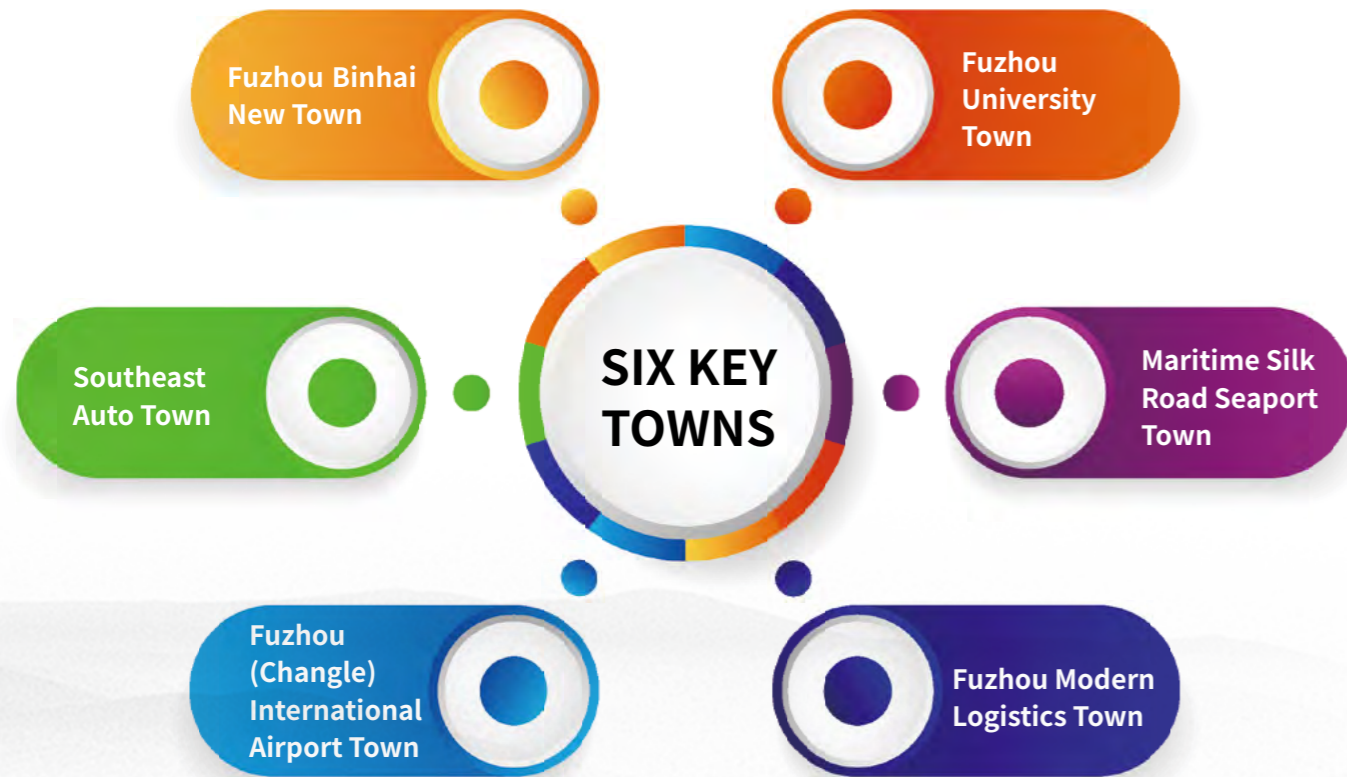 Fuzhou Binhai
New Town
Fuzhou
University
Town
Southeast
Auto Town
SIX KEY
TOWNS
Maritime Silk
Road Seaport
Town
Fuzhou
(Changle)
International
Airport Town
Fuzhou Modern
Logistics Town